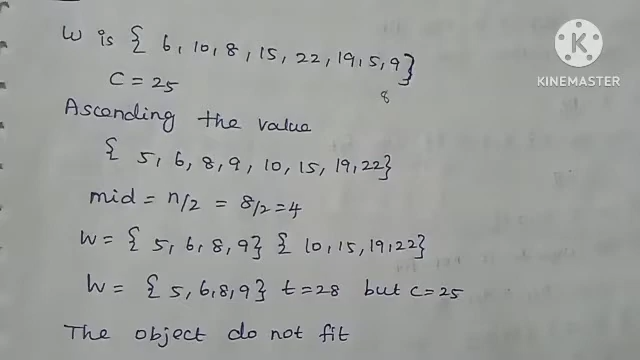 W is { 6, 10, 8, 15, 22, 19, 5, 9 }
C = 25
8
Ascending the value
{ 5, 6, 8, 9, 10, 15, 19, 22 }
mid = n/2 = 8/2 = 4
W = { 5, 6, 8, 9 } { 10, 15, 19, 22 }
W = { 5, 6, 8, 9 } t = 28 but c = 25
The object do not fit
K
KINEMASTER